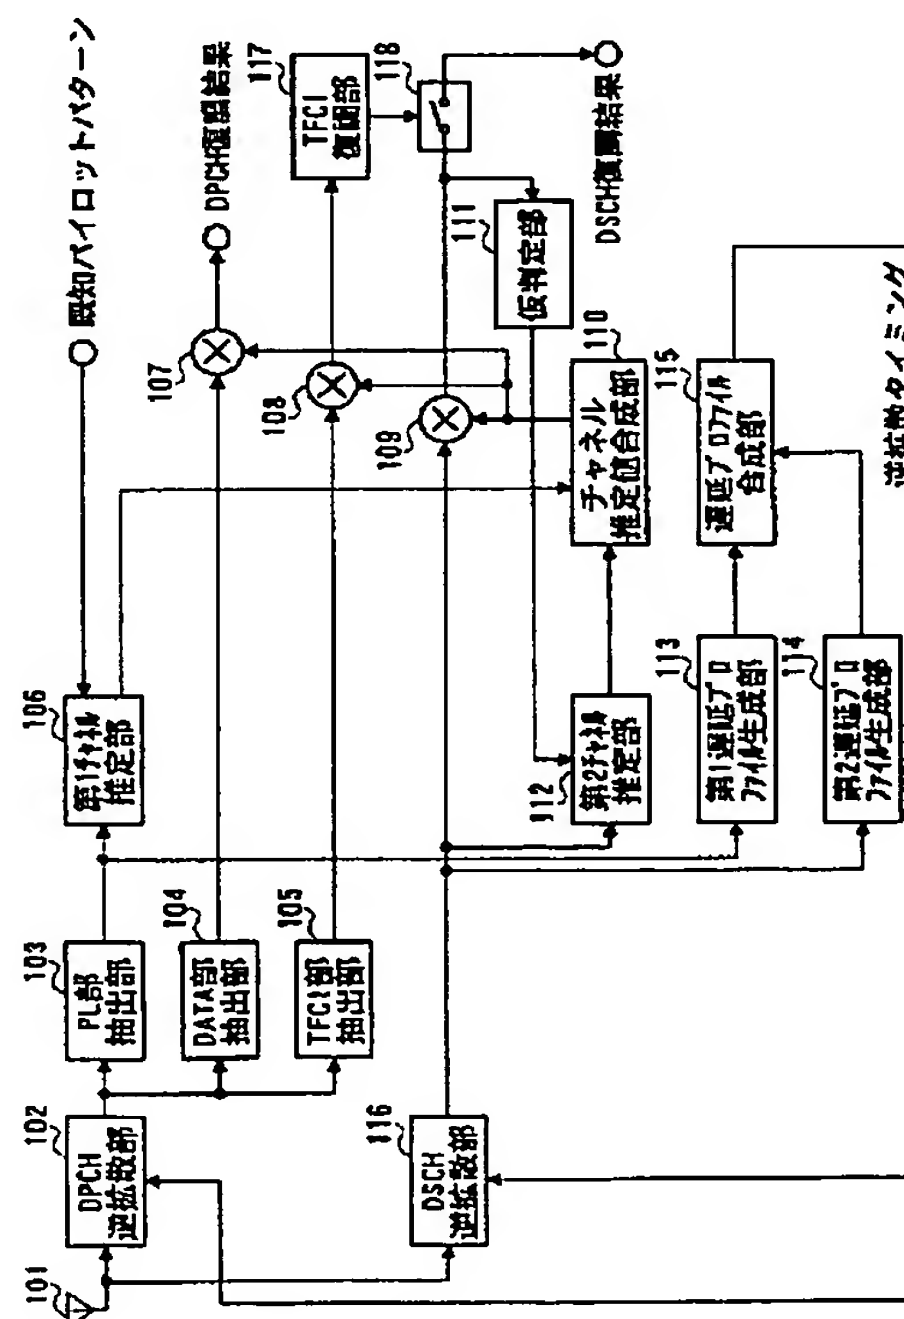 既知パイロットパターン
DPCH復調結果
117
TFCI
復調部
118
DSCH復調結果
107
108
109
111
仮判定部
110
チャネル
推定値合成部
115
遅延プロファイル
合成部
逆拡散タイミング
106
第1チャネル
推定部
112
第2チャネル
推定部
113
第1遅延プロ
ファイル生成部
114
第2遅延プロ
ファイル生成部
103
PL部
抽出部
104
DATA部
抽出部
105
TFCI部
抽出部
101
102
DPCH
逆拡散部
116
DSCH
逆拡散部